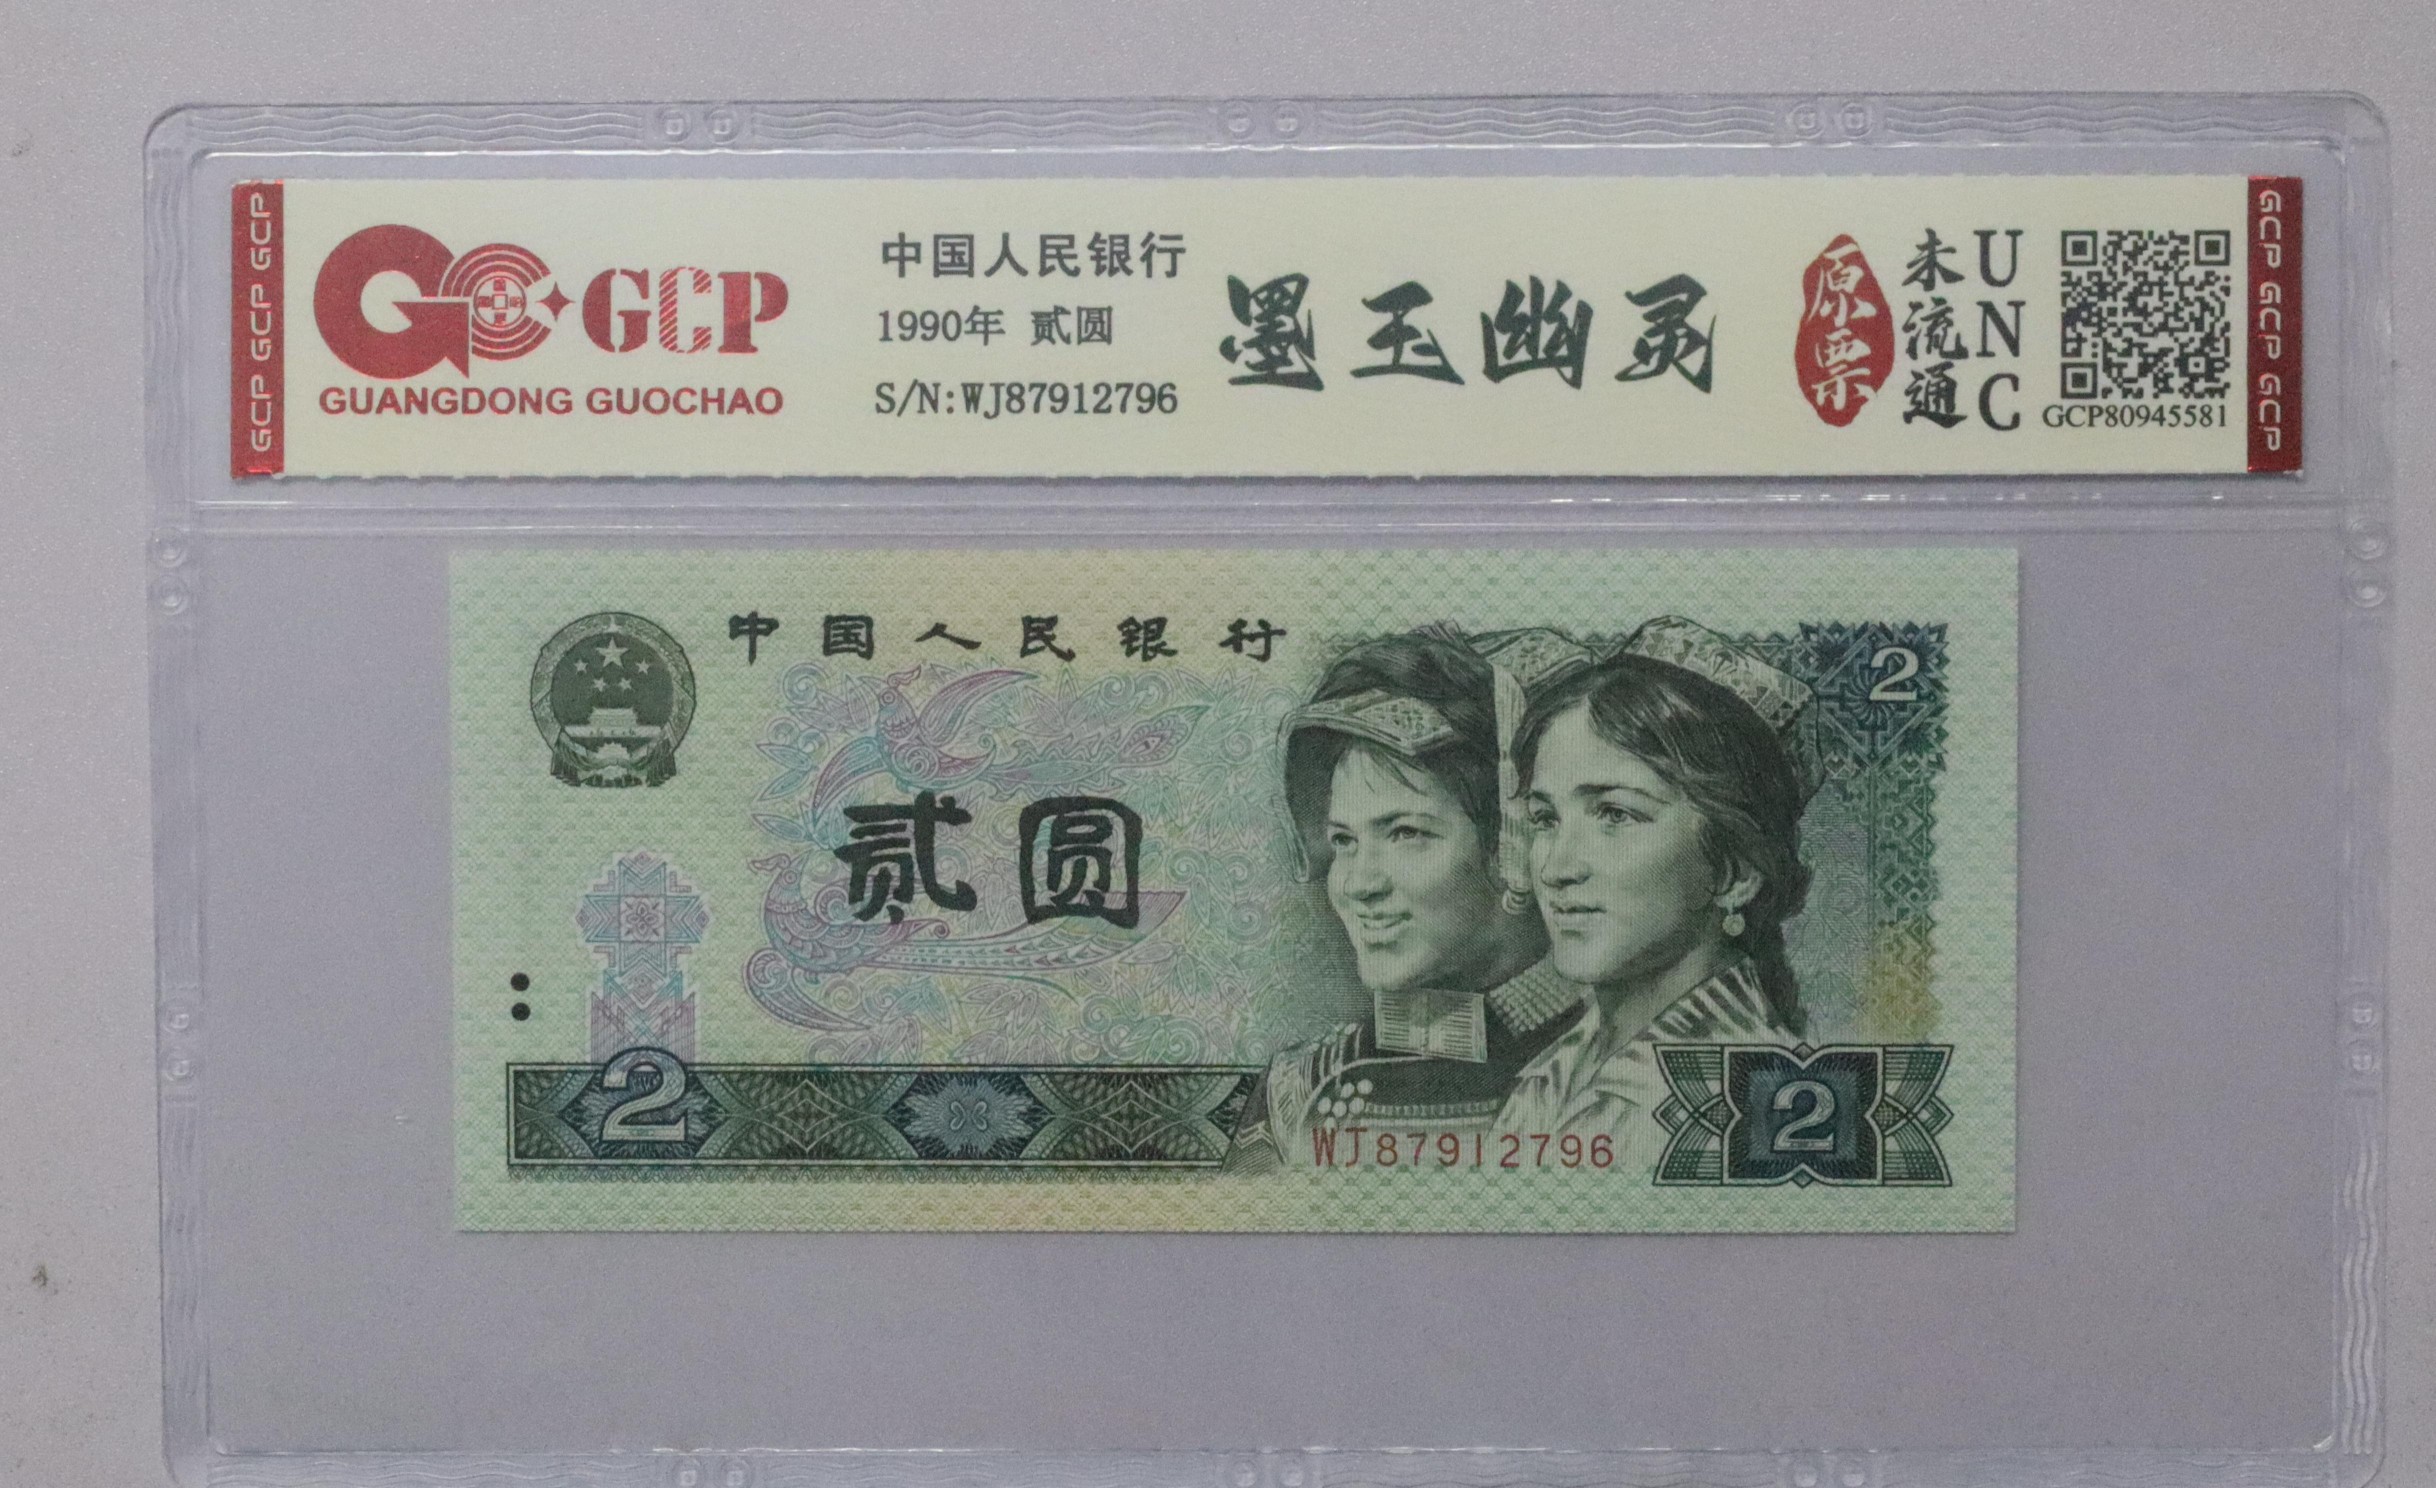 GCP GCP GCP
GCP
GUANGDONG GUOCHAO
中国人民银行
1990年 贰圆
S/N:WJ87912796
墨玉幽灵
原票
未流通
UNC
GCP80945581
GCP GCP GCP
中国人民银行
2
贰圆
2
WJ87912796
2